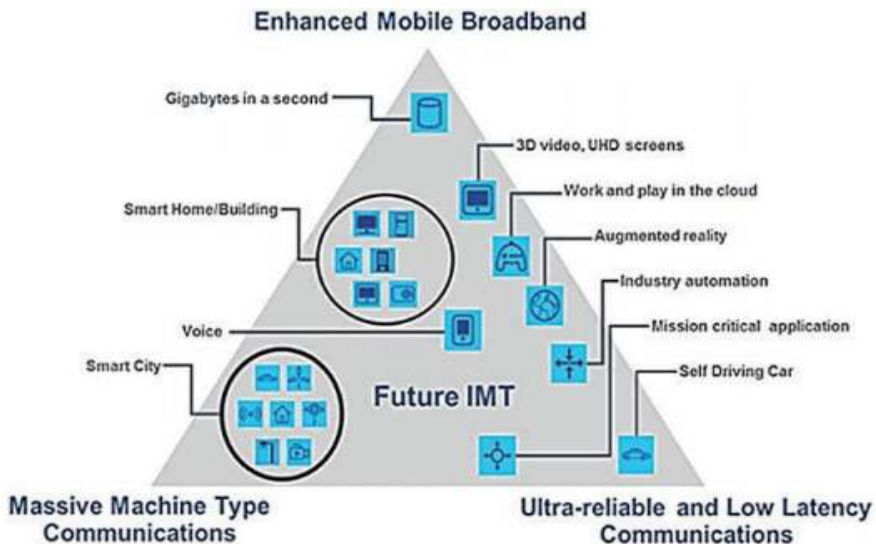 Enhanced Mobile Broadband
Gigabytes in a second
3D video, UHD screens
Work and play in the cloud
Smart Home/Building
Augmented reality
Industry automation
Mission critical application
Voice
Smart City
Self Driving Car
Future IMT
Massive Machine Type
Communications
Ultra-reliable and Low Latency
Communications